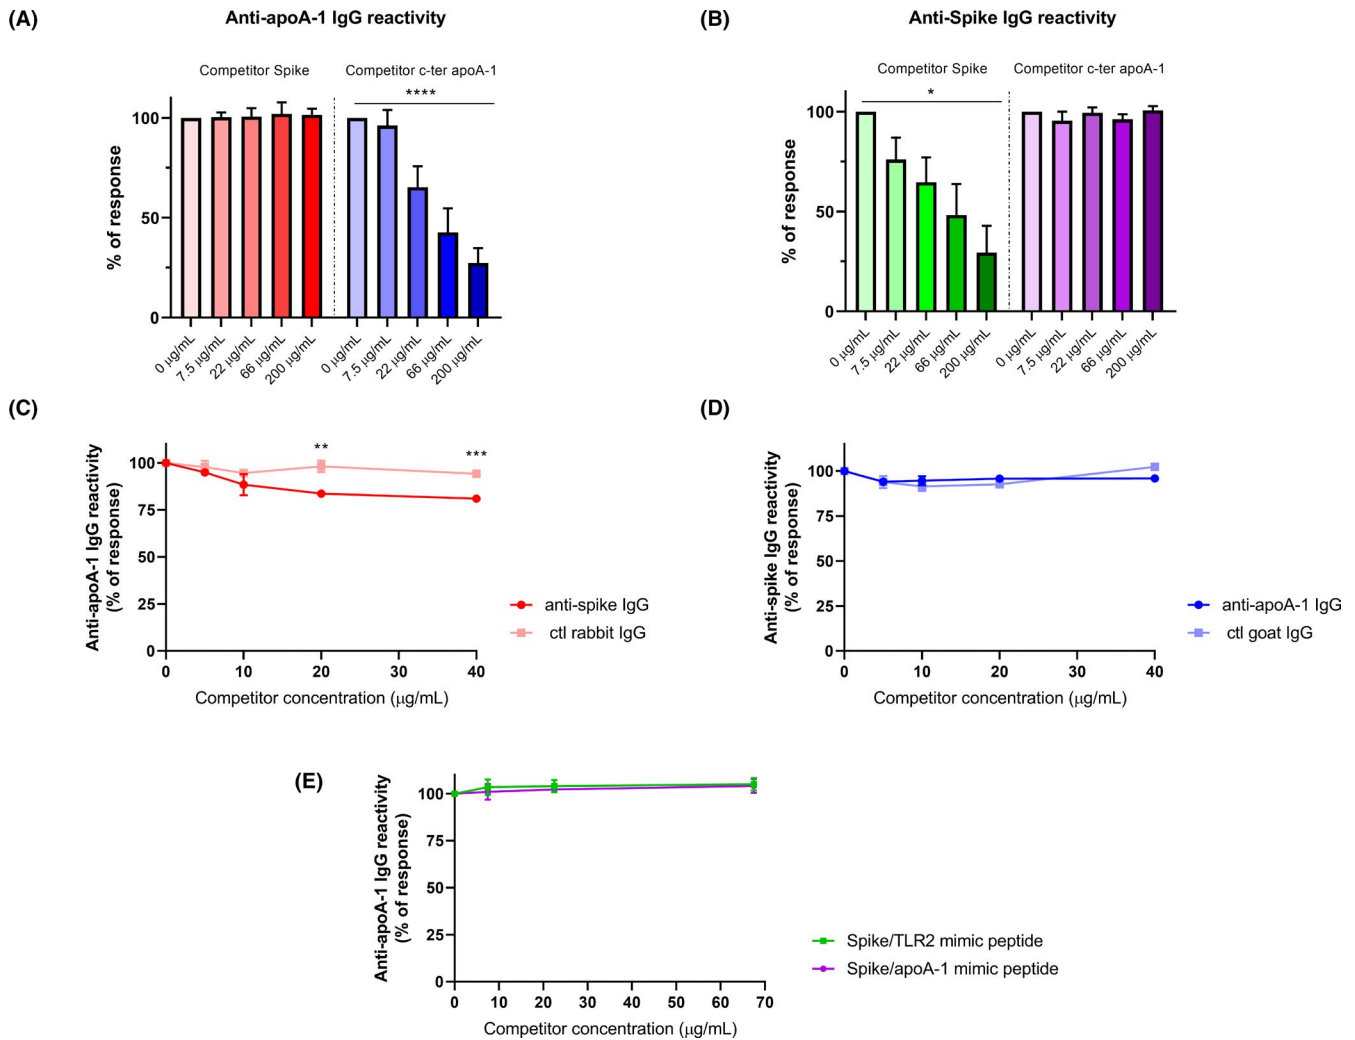 (A)
Anti-apoA-1 IgG reactivity
Competitor Spike
Competitor c-ter apoA-1
****
% of response
100
50
0
0 µg/mL
7.5 µg/mL
22 µg/mL
66 µg/mL
200 µg/mL
0 µg/mL
7.5 µg/mL
22 µg/mL
66 µg/mL
200 µg/mL
(B)
Anti-Spike IgG reactivity
Competitor Spike
Competitor c-ter apoA-1
*
% of response
100
50
0
0 µg/mL
7.5 µg/mL
22 µg/mL
66 µg/mL
200 µg/mL
0 µg/mL
7.5 µg/mL
22 µg/mL
66 µg/mL
200 µg/mL
(C)
Anti-apoA-1 IgG reactivity
(% of response)
100
75
50
25
0
**
***
0 10 20 30 40
Competitor concentration (µg/mL)
anti-spike IgG
ctl rabbit IgG
(D)
Anti-spike IgG reactivity
(% of response)
100
75
50
25
0
0 10 20 30 40
Competitor concentration (µg/mL)
anti-apoA-1 IgG
ctl goat IgG
(E)
Anti-apoA-1 IgG reactivity
(% of response)
100
75
50
25
0
0 10 20 30 40 50 60 70
Competitor concentration (µg/mL)
Spike/TLR2 mimic peptide
Spike/apoA-1 mimic peptide